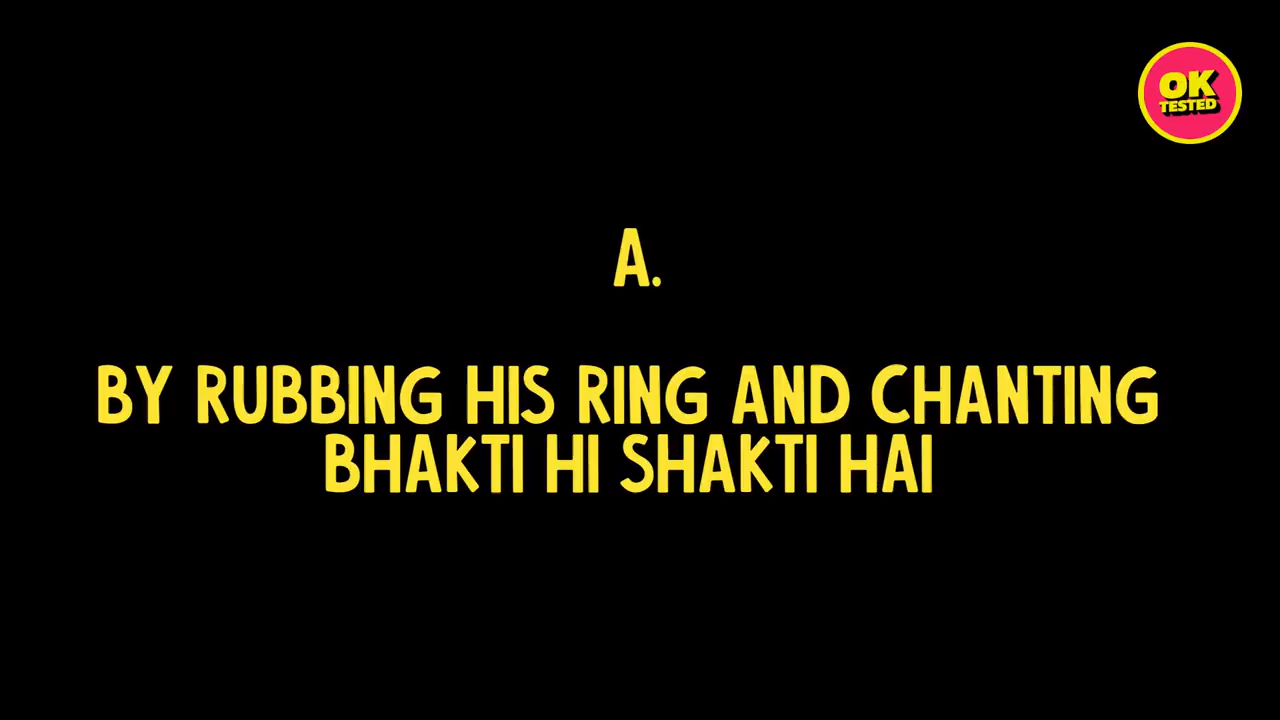 OK
TESTED
A.
BY RUBBING HIS RING AND CHANTING
BHAKTI HI SHAKTI HAI